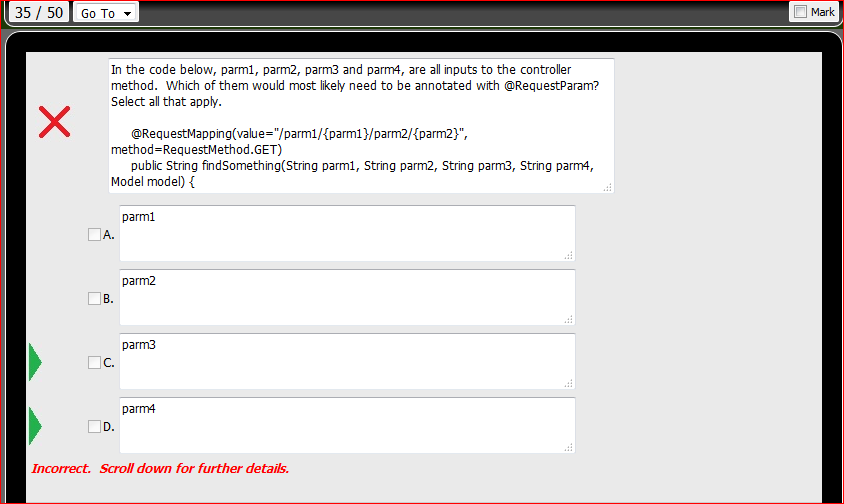 35 / 50 Go To Mark
In the code below, parm1, parm2, parm3 and parm4, are all inputs to the controller
method.  Which of them would most likely need to be annotated with @RequestParam?
Select all that apply.
@RequestMapping(value="/parm1/{parm1}/parm2/{parm2}",
method=RequestMethod.GET)
public String findSomething(String parm1, String parm2, String parm3, String parm4,
Model model) {
A. parm1
B. parm2
C. parm3
D. parm4
Incorrect.  Scroll down for further details.